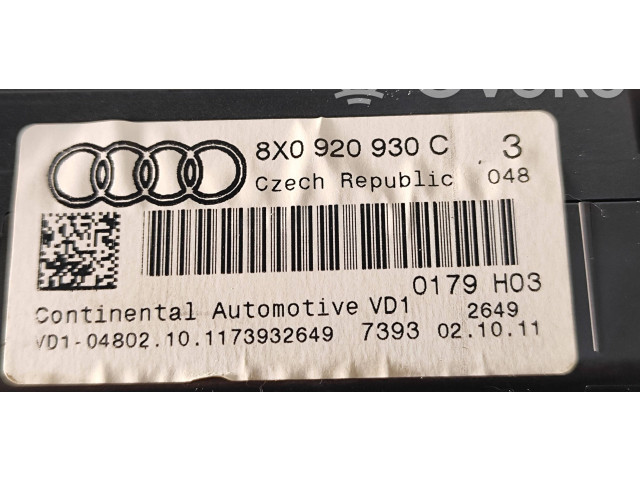 8X0 920 930 C 3
Czech Republic 048
0179 H03
Continental Automotive VD1 2649
VD1-04802.10.1173932649 7393 02.10.11